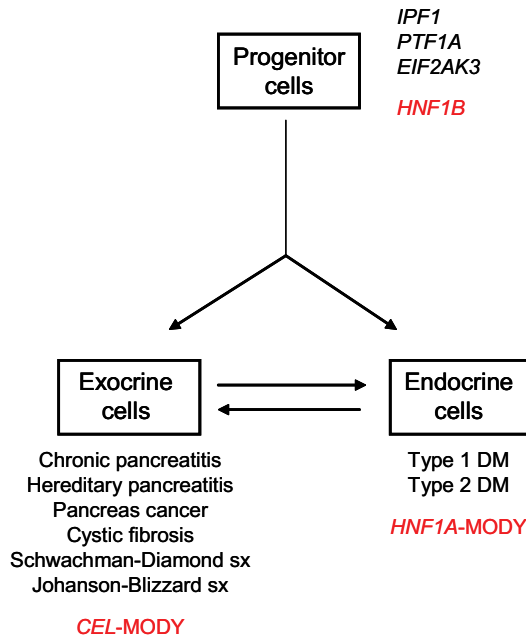 IPF1
PTF1A
EIF2AK3
HNF1B
Progenitor
cells
Exocrine
cells
Endocrine
cells
Chronic pancreatitis
Hereditary pancreatitis
Pancreas cancer
Cystic fibrosis
Schwachman-Diamond sx
Johanson-Blizzard sx
CEL-MODY
Type 1 DM
Type 2 DM
HNF1A-MODY